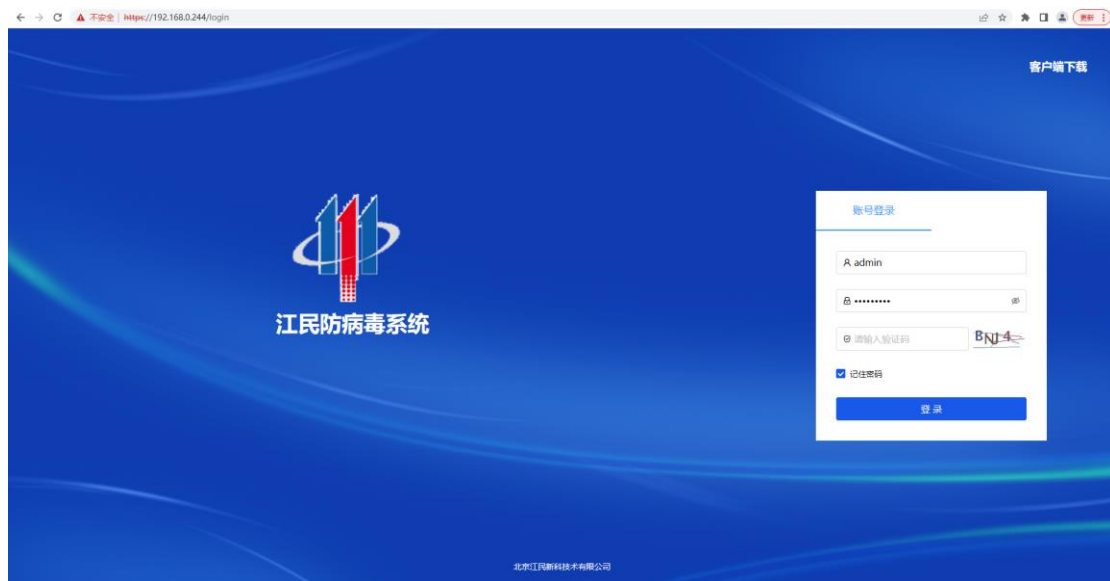 不安全 | https://192.168.0.244/login
更新
客户端下载
账号登录
admin
•••••••••
请输入验证码
BNJ4
记住密码
登 录
江民防病毒系统
北京江民新科技术有限公司